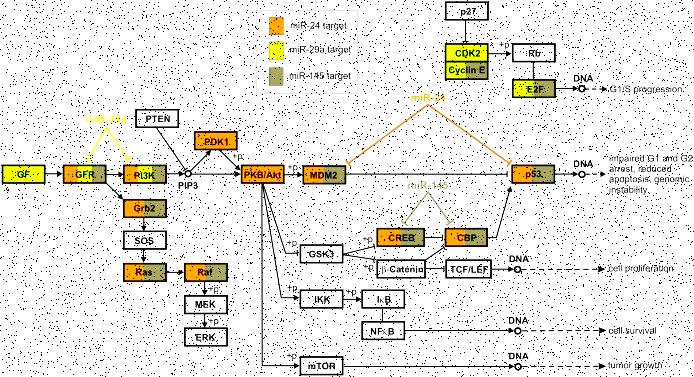 p27
miR-24 target
miR-29a target
miR-145 target
CDK2
Cyclin E
+p
Rb
E2F
DNA
G1/S progression
miR-29a
miR-24
PTEN
PDK1
+p
GF
GFR
PI3K
PIP3
PKB/Akt
+p
MDM2
p53
DNA
impaired G1 and G2
arrest, reduced
apoptosis, genomic
instability
miR-145
Grb2
SOS
Ras
Raf
+p
MEK
+p
ERK
+p
GSK3
+p
CREB
CBP
+p
β-Catenin
TCF/LEF
DNA
cell proliferation
+p
IKK
+p
IκB
NFκB
DNA
cell survival
+p
mTOR
DNA
tumor growth